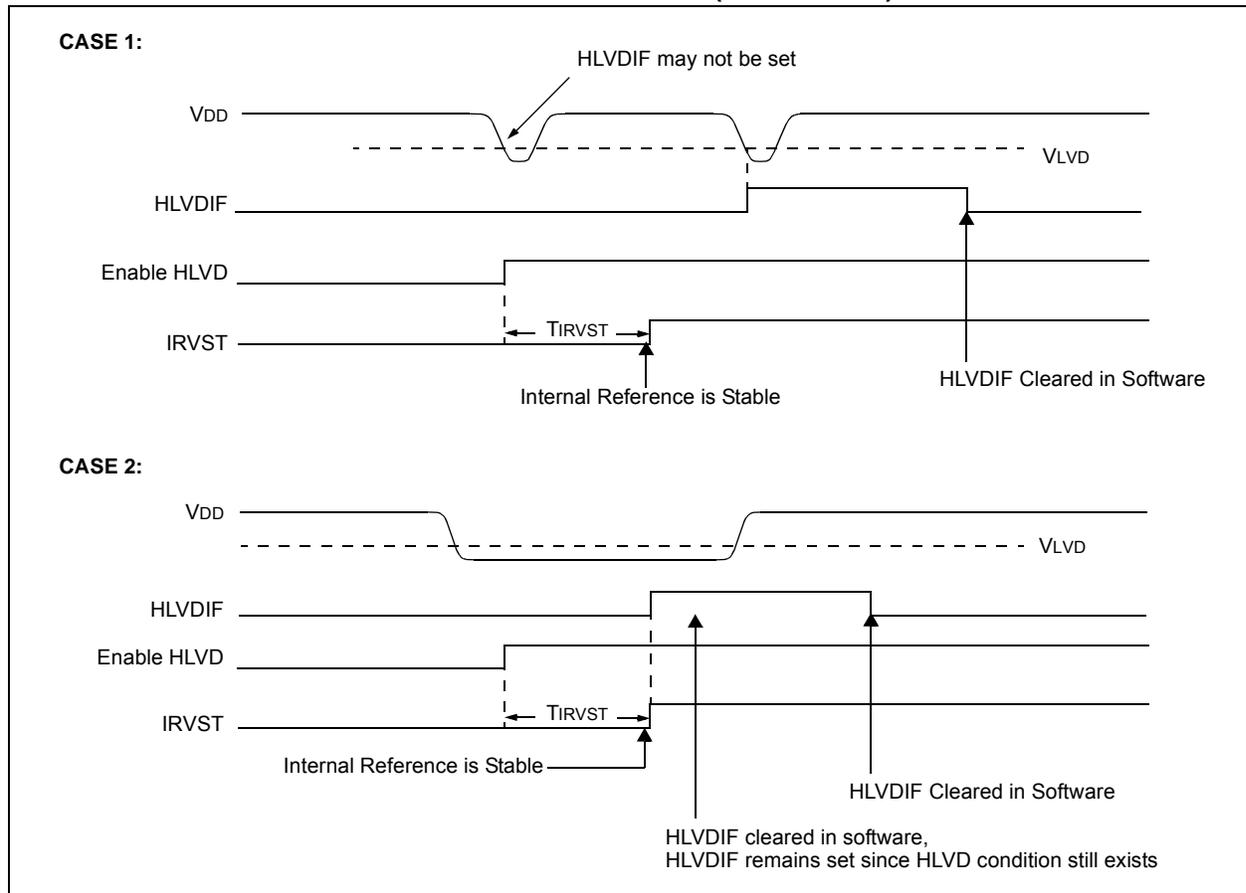 CASE 1:
HLVDIF may not be set
VDD
VLVD
HLVDIF
Enable HLVD
TIRVST
IRVST
HLVDIF Cleared in Software
Internal Reference is Stable
CASE 2:
VDD
VLVD
HLVDIF
Enable HLVD
TIRVST
IRVST
Internal Reference is Stable
HLVDIF Cleared in Software
HLVDIF cleared in software,
HLVDIF remains set since HLVD condition still exists